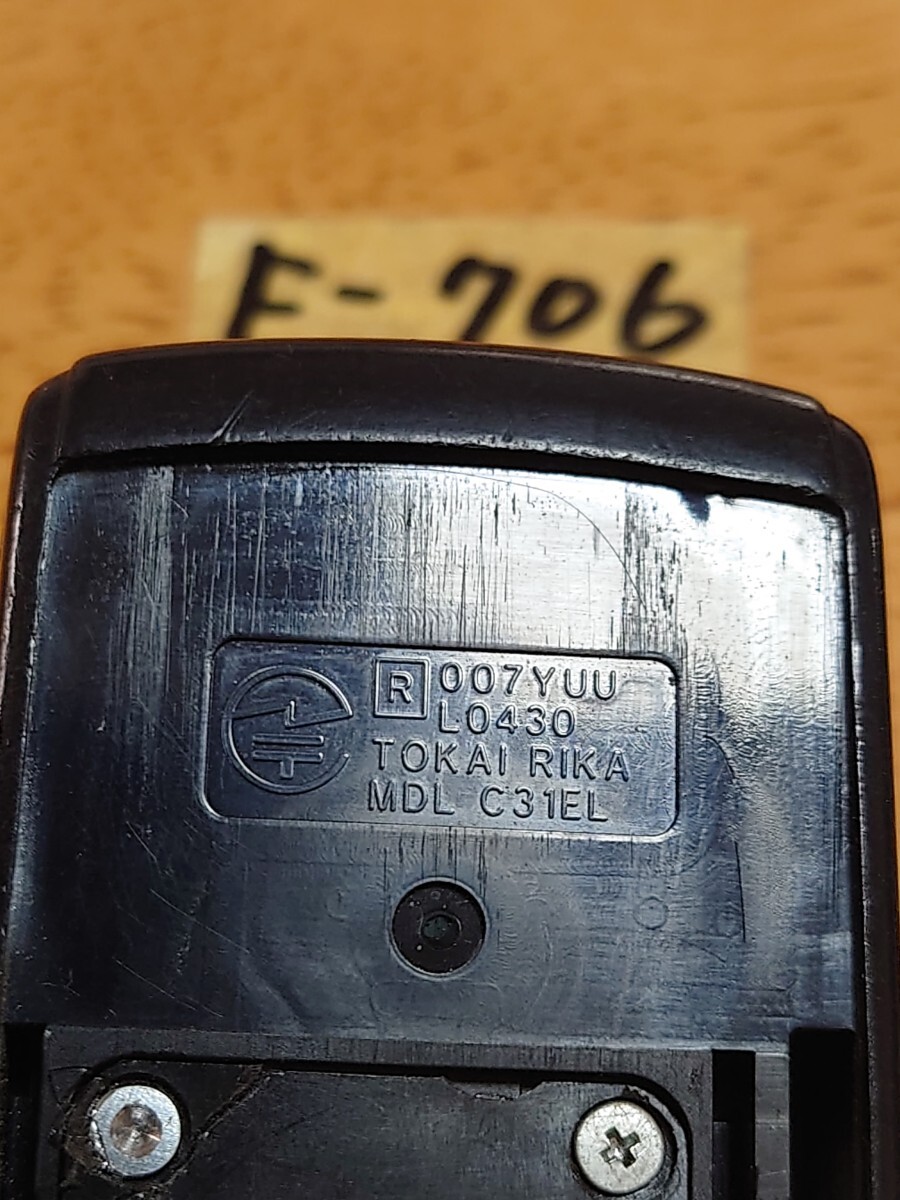 F-706
R 007YUU
L0430
TOKAI RIKA
MDL C31EL